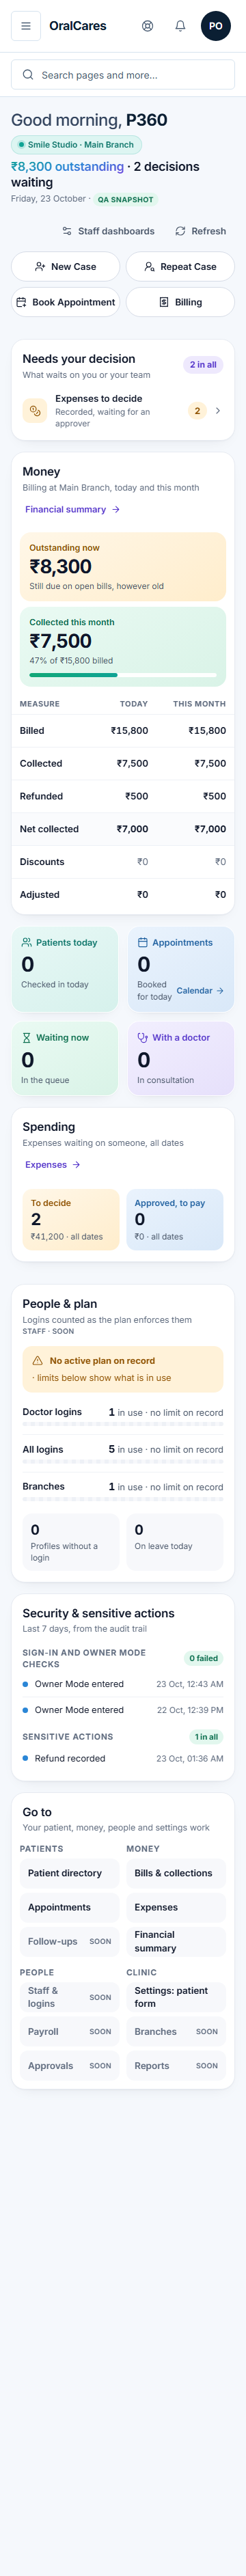 OralCares
PO
Search pages and more...
Good morning, P360
Smile Studio · Main Branch
₹8,300 outstanding · 2 decisions
waiting
Friday, 23 October · QA SNAPSHOT
Staff dashboards
Refresh
New Case
Repeat Case
Book Appointment
Billing
Needs your decision
What waits on you or your team
2 in all
Expenses to decide
Recorded, waiting for an
approver
2
Money
Billing at Main Branch, today and this month
Financial summary →
Outstanding now
₹8,300
Still due on open bills, however old
Collected this month
₹7,500
47% of ₹15,800 billed
MEASURE TODAY THIS MONTH
Billed ₹15,800 ₹15,800
Collected ₹7,500 ₹7,500
Refunded ₹500 ₹500
Net collected ₹7,000 ₹7,000
Discounts ₹0 ₹0
Adjusted ₹0 ₹0
Patients today
0
Checked in today
Appointments
0
Booked
for today
Calendar →
Waiting now
0
In the queue
With a doctor
0
In consultation
Spending
Expenses waiting on someone, all dates
Expenses →
To decide
2
₹41,200 · all dates
Approved, to pay
0
₹0 · all dates
People & plan
Logins counted as the plan enforces them
STAFF · SOON
No active plan on record
· limits below show what is in use
Doctor logins 1 in use · no limit on record
All logins 5 in use · no limit on record
Branches 1 in use · no limit on record
0
Profiles without a
login
0
On leave today
Security & sensitive actions
Last 7 days, from the audit trail
SIGN-IN AND OWNER MODE
CHECKS
0 failed
Owner Mode entered 23 Oct, 12:43 AM
Owner Mode entered 22 Oct, 12:39 PM
SENSITIVE ACTIONS 1 in all
Refund recorded 23 Oct, 01:36 AM
Go to
Your patient, money, people and settings work
PATIENTS
Patient directory
Appointments
Follow-ups SOON
MONEY
Bills & collections
Expenses
Financial
summary
PEOPLE
Staff &
logins
SOON
Payroll SOON
Approvals SOON
CLINIC
Settings: patient
form
Branches SOON
Reports SOON